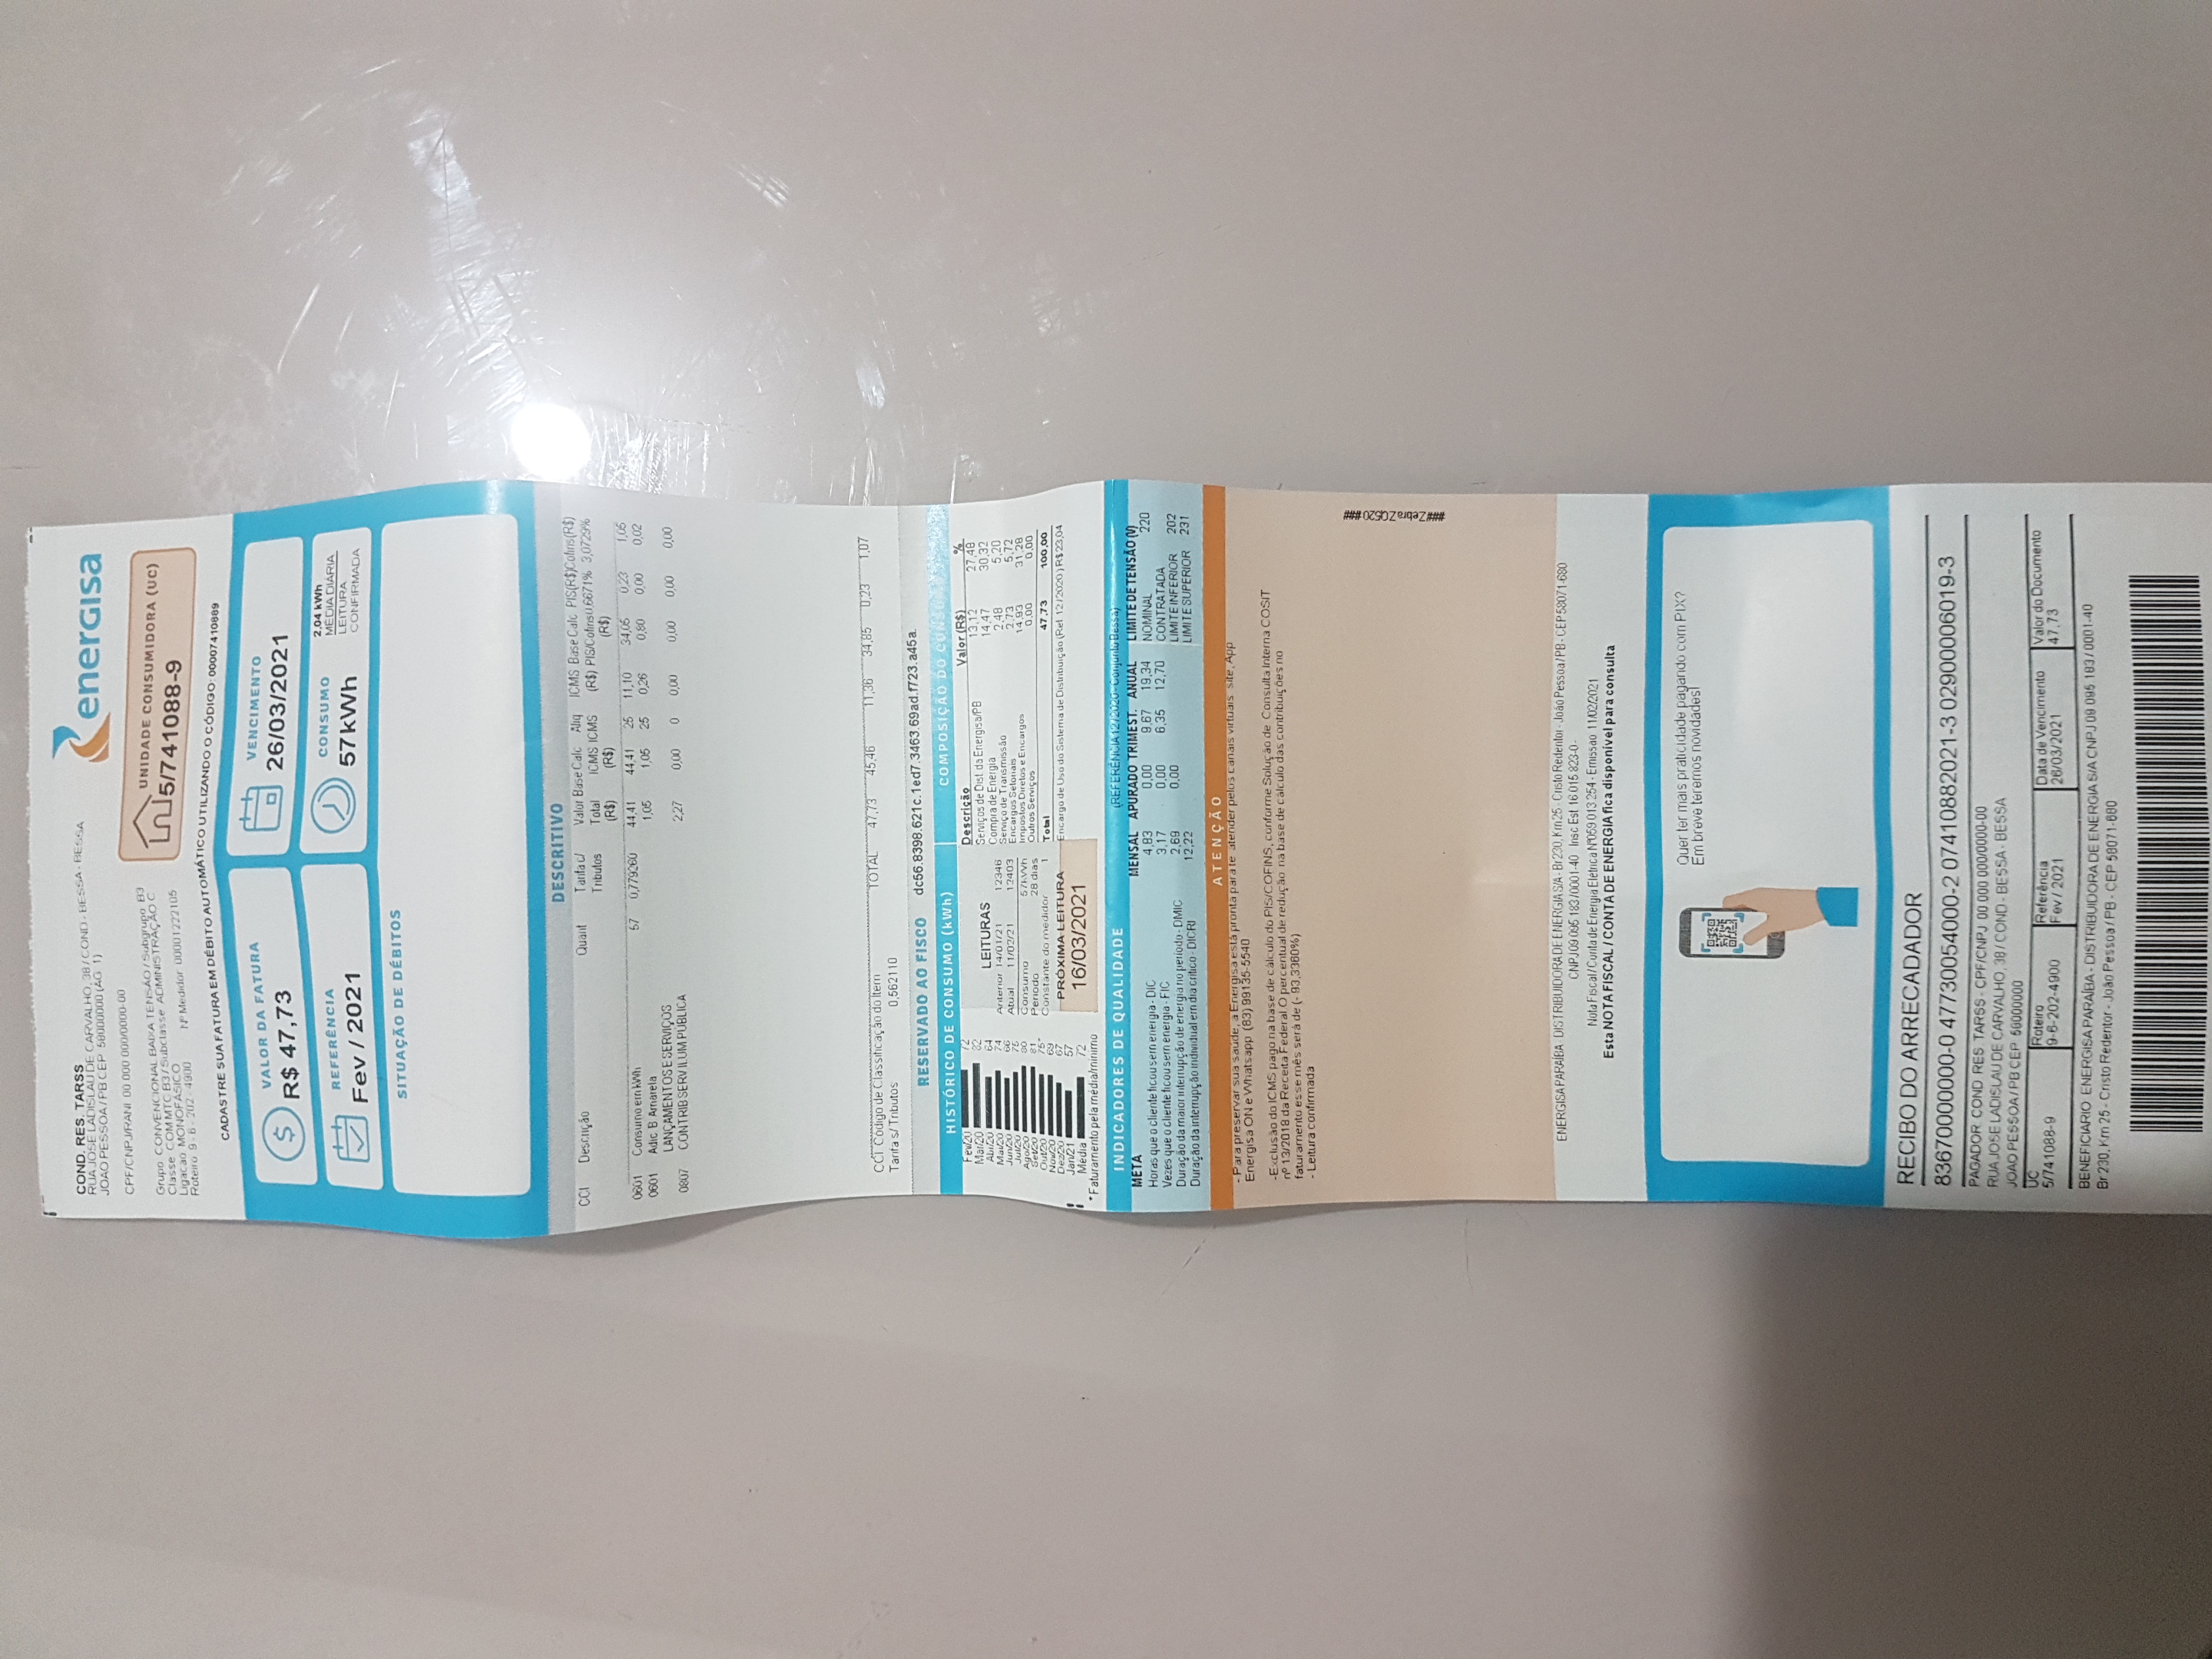 COND. RES. TARSS
RUA JOSE LADISLAU DE CARVALHO, 38 / COND - BESSA - BESSA
JOAO PESSOA / PB CEP 58000000 (AG 1)
CPF/CNPJ/RANI 00 000 000/0000-00
energisa
Grupo CONVENCIONAL BAIXA TENSÃO / Subgrupo B3
Classe COM MTC B3 / Subclasse ADMINISTRAÇÃO C
Ligacao MONOFÁSICO
Roteiro 9 - 6 - 202 - 4900 Nº Medidor 00001222105
UNIDADE CONSUMIDORA (UC)
5/741088-9
CADASTRE SUA FATURA EM DÉBITO AUTOMÁTICO UTILIZANDO O CÓDIGO: 00007410889
VALOR DA FATURA
R$ 47,73
VENCIMENTO
26/03/2021
REFERÊNCIA
Fev / 2021
CONSUMO
57kWh
2,04 kWh
MÉDIA DIÁRIA
LEITURA
CONFIRMADA
SITUAÇÃO DE DÉBITOS
DESCRITIVO
CCI Descrição Quant Tarifa c/ Valor Base Calc Aliq ICMS Base Calc PIS(R$) Cofins(R$)
Tributos Total ICMS ICMS (R$) PIS/Cofins 0,6671% 3,0729%
(R$) (R$) (R$)
0601 Consumo em kWh 57 0,779260 44,41 44,41 25 11,10 34,05 0,23 1,05
0601 Adic B Amarela 1,05 1,05 25 0,26 0,80 0,00 0,02
LANÇAMENTOS E SERVIÇOS
0807 CONTRIB SERV ILUM PÚBLICA 2,27 0,00 0 0,00 0,00 0,00 0,00
TOTAL 47,73 45,46 11,36 34,85 0,23 1,07
CCI Código de Classificação do Item
Tarifa s/ Tributos 0,562110
RESERVADO AO FISCO dc56.8398.621c.1ed7.3463.69ad.f723.a45a.
HISTÓRICO DE CONSUMO (kWh)
Fev/20 72
Mar/20 82
Abr/20 64
Mai/20 74
Jun/20 66
Jul/20 75
Ago/20 80
Set/20 81
Out/20 75*
Nov/20 69
Dez/20 67
Jan/21 57
Média 72
* Faturamento pela média/mínimo
LEITURAS
Anterior 14/01/21 12346
Atual 11/02/21 12403
Consumo 57kWh
Periodo 28 dias
Constante do medidor 1
PRÓXIMA LEITURA
16/03/2021
COMPOSIÇÃO DO CONSUMO
Descrição Valor (R$) %
Serviços de Dist da Energisa/PB 13,12 27,48
Compra de Energia 14,47 30,32
Serviço de Transmissão 2,48 5,20
Encargos Setoriais 2,73 5,72
Impostos Diretos e Encargos 14,93 31,28
Outros Serviços 0,00 0,00
Total 47,73 100,00
Encargo de Uso do Sistema de Distribuição (Ref 12 / 2020 ) R$ 23,04
INDICADORES DE QUALIDADE (REFERÊNCIA 12 / 2020 - Conjunto Bessa)
META MENSAL APURADO TRIMEST. ANUAL LIMITE DE TENSÃO (V)
Horas que o cliente ficou sem energia - DIC 4,83 0,00 9,67 19,34 NOMINAL 220
Vezes que o cliente ficou sem energia - FIC 3,17 0,00 6,35 12,70 CONTRATADA
Duração da maior interrupção de energia no período - DMIC 2,69 0,00 LIMITE INFERIOR 202
Duração da interrupção individual em dia crítico - DICRI 12,22 LIMITE SUPERIOR 231
ATENÇÃO
- Para preservar sua saúde, a Energisa está pronta para te atender pelos canais virtuais site, App
Energisa ON e Whatsapp (83) 99135-5540
-Exclusão do ICMS pago na base de cálculo do PIS/COFINS, conforme Solução de Consulta Interna COSIT
nº 13/2018 da Receita Federal O percentual de redução na base de cálculo das contribuições no
faturamento esse mês será de (- 93,3360%)
- Leitura confirmada
###Zebra ZQ520 ###
ENERGISA PARAÍBA DISTRIBUIDORA DE ENERGIA S/A - Br 230, Km 25 - Cristo Redentor - João Pessoa / PB - CEP 58071-680
CNPJ 09 095 183 / 0001-40 Insc Est 16 015 823-0 -
Nota Fiscal / Conta de Energia Elétrica Nº059 013 254 - Emissao 11/02/2021
Esta NOTA FISCAL / CONTA DE ENERGIA fica disponível para consulta
Quer ter mais praticidade pagando com PIX?
Em breve teremos novidades!
RECIBO DO ARRECADADOR
83670000000-0 47730054000-2 07410882021-3 02900006019-3
PAGADOR COND RES TARSS - CPF/CNPJ 00 000 000/0000-00
RUA JOSE LADISLAU DE CARVALHO, 38 / COND - BESSA - BESSA
JOAO PESSOA / PB CEP 58000000
UC Roteiro Referência Data de Vencimento Valor do Documento
5/741088-9 9-6-202-4900 Fev / 2021 26/03/2021 47,73
BENEFICIARIO ENERGISA PARAÍBA - DISTRIBUIDORA DE ENERGIA S/A CNPJ 09 095 183 / 0001-40
Br 230, Km 25 - Cristo Redentor - João Pessoa / PB - CEP 58071-680